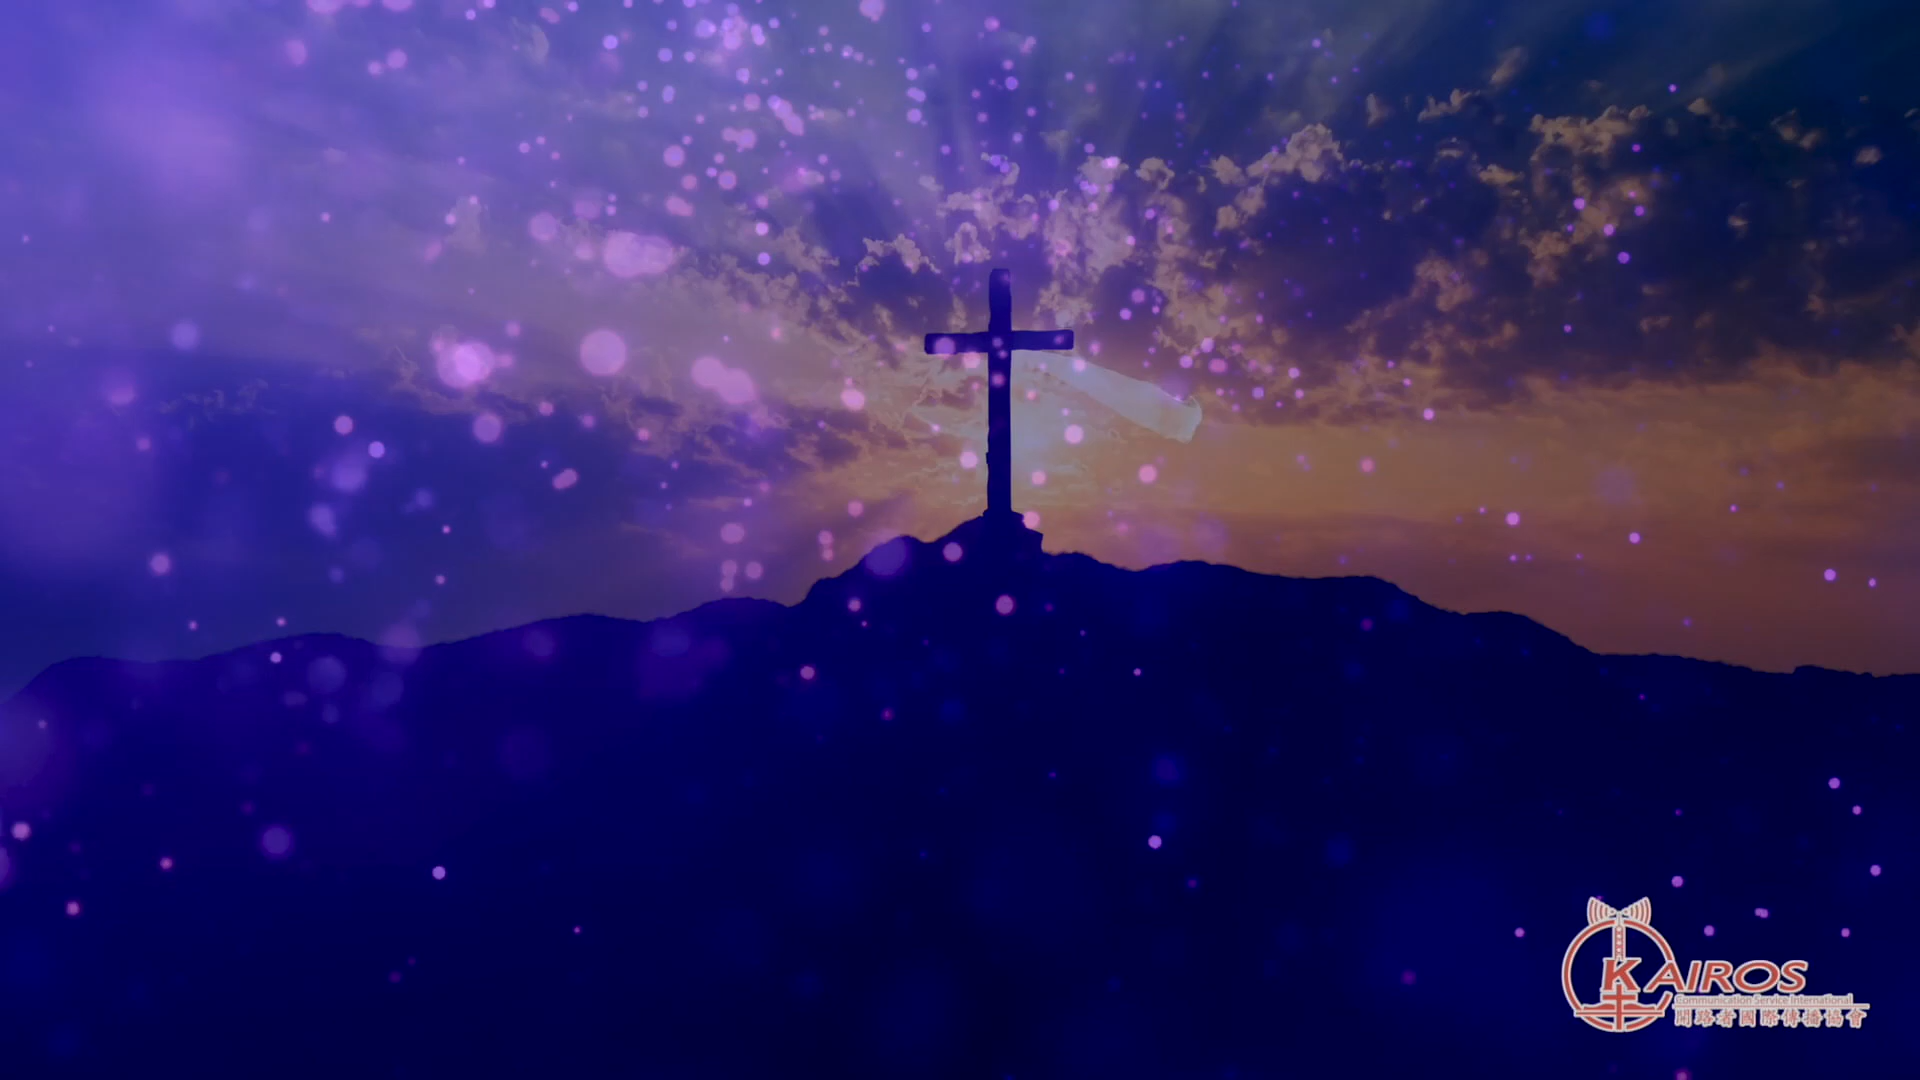 KAIROS
Communication Service International
開路者國際傳播協會